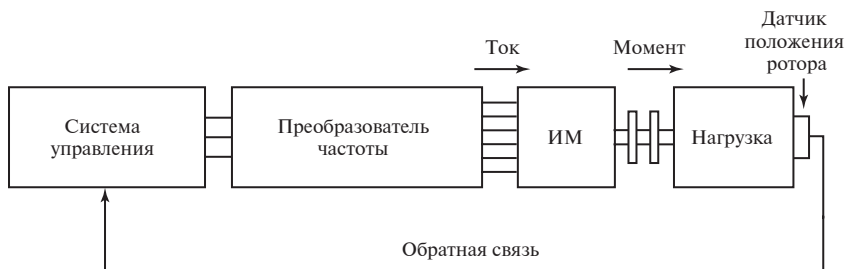 Датчик
положения
ротора
Ток
Момент
Система
управления
Преобразователь
частоты
ИМ
Нагрузка
Обратная связь